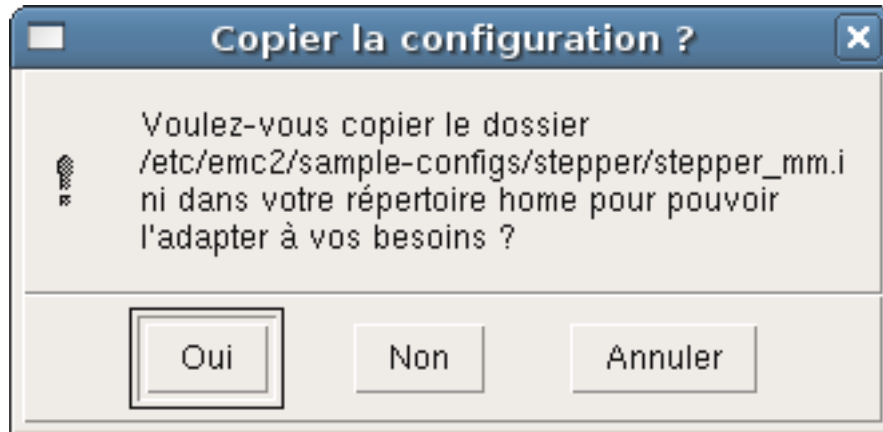 Copier la configuration ?
Voulez-vous copier le dossier
/etc/emc2/sample-configs/stepper/stepper_mm.i
ni dans votre répertoire home pour pouvoir
l'adapter à vos besoins ?
Oui Non Annuler